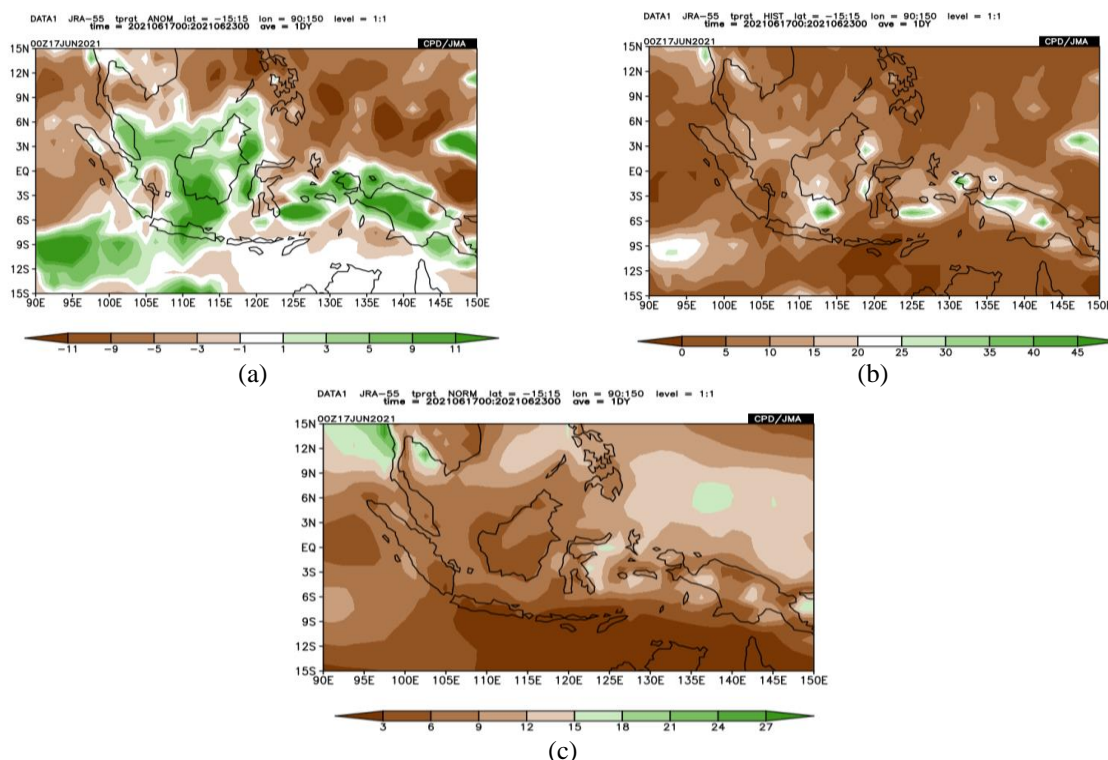 DATA1 JRA-55 tprat ANOM lat = -15:15 lon = 90:150 level = 1:1
time = 2021061700:2021062300 ave = 1DY
00Z17JUN2021 CPD/JMA
15N
12N
9N
6N
3N
EQ
3S
6S
9S
12S
15S
90E 95E 100E 105E 110E 115E 120E 125E 130E 135E 140E 145E 150E
-11 -9 -5 -3 -1 1 3 5 9 11
(a)
DATA1 JRA-55 tprat HIST lat = -15:15 lon = 90:150 level = 1:1
time = 2021061700:2021062300 ave = 1DY
00Z17JUN2021 CPD/JMA
15N
12N
9N
6N
3N
EQ
3S
6S
9S
12S
15S
90E 95E 100E 105E 110E 115E 120E 125E 130E 135E 140E 145E 150E
0 5 10 15 20 25 30 35 40 45
(b)
DATA1 JRA-55 tprat NORM lat = -15:15 lon = 90:150 level = 1:1
time = 2021061700:2021062300 ave = 1DY
00Z17JUN2021 CPD/JMA
15N
12N
9N
6N
3N
EQ
3S
6S
9S
12S
15S
90E 95E 100E 105E 110E 115E 120E 125E 130E 135E 140E 145E 150E
3 6 9 12 15 18 21 24 27
(c)